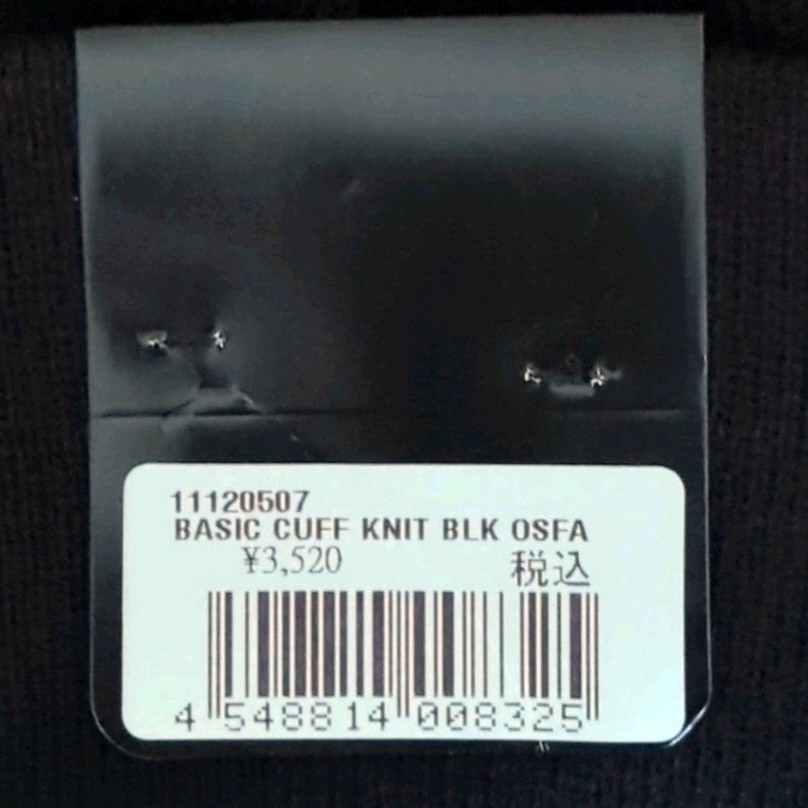 11120507
BASIC CUFF KNIT BLK OSFA
¥3,520 税込
4 548814 008325